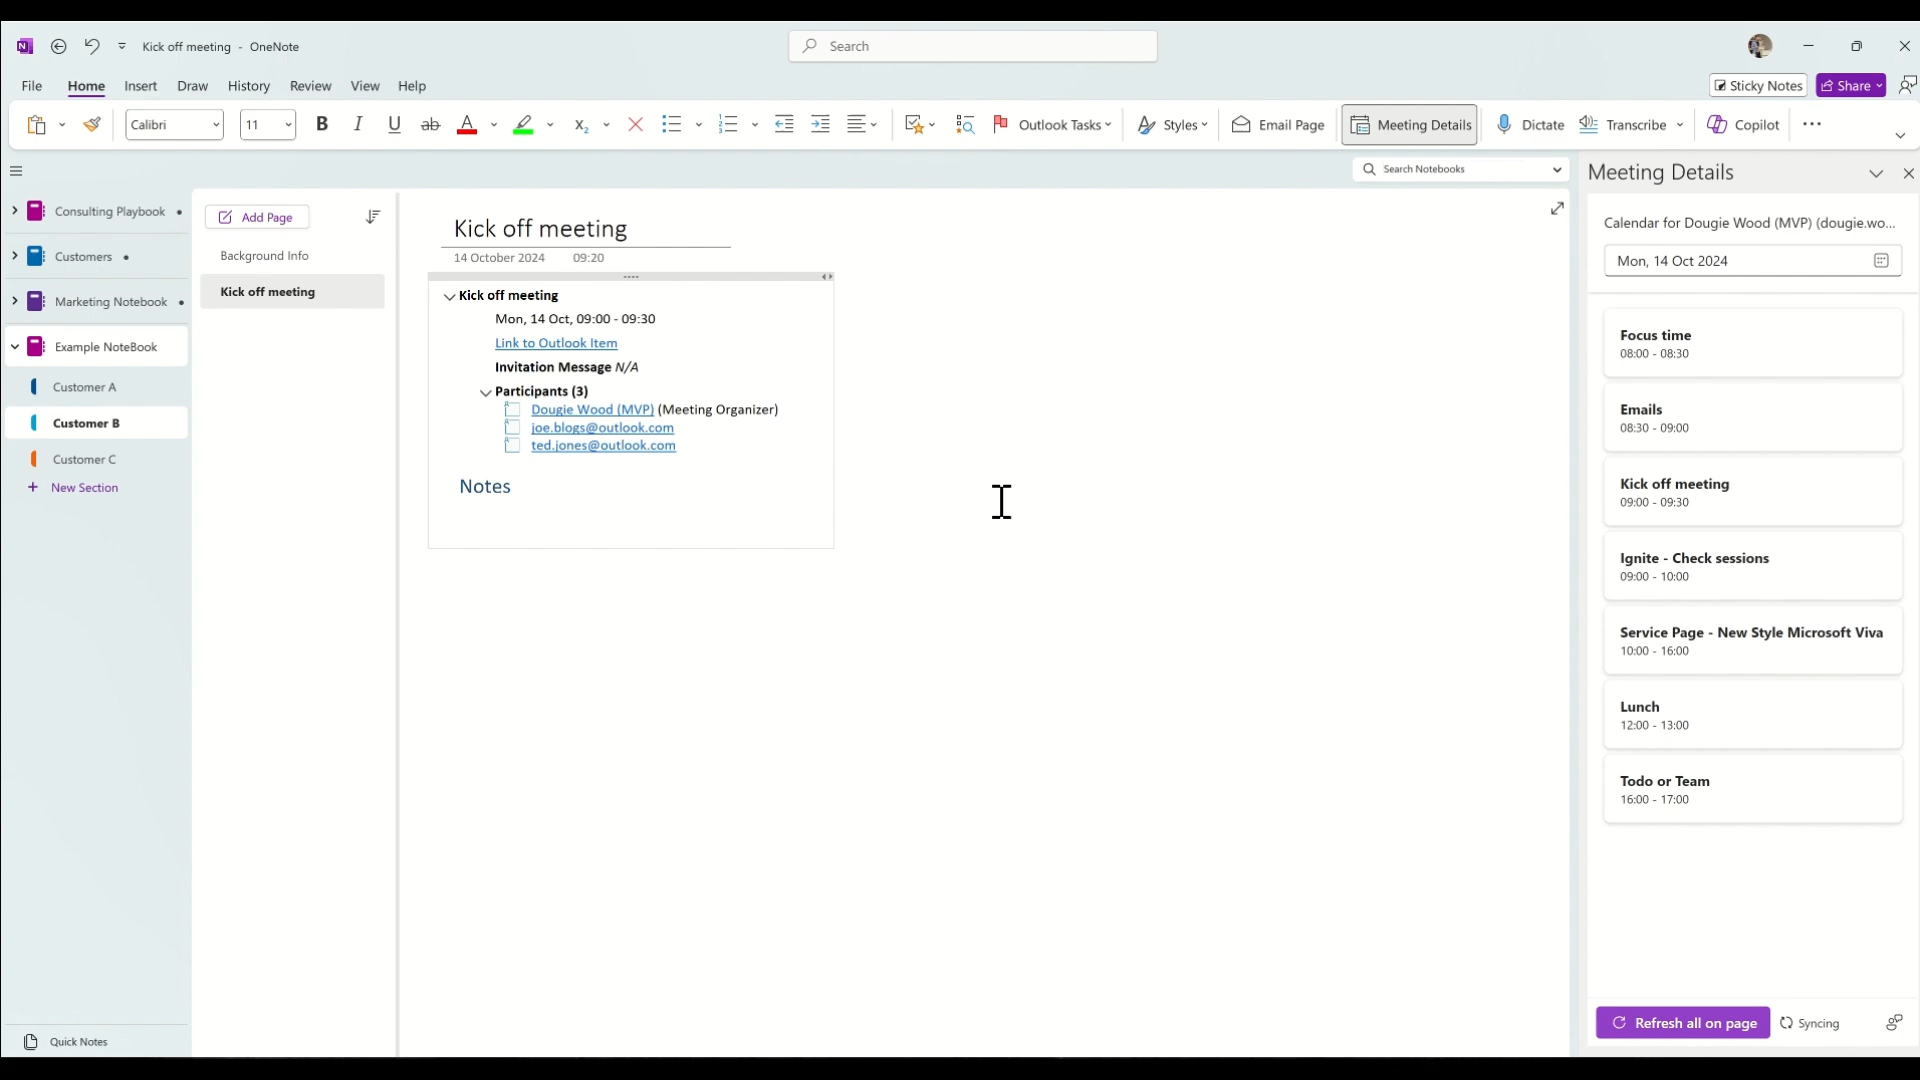 Kick off meeting - OneNote
Search
File Home Insert Draw History Review View Help
Sticky Notes Share
Calibri 11 B I U ab A X₂ Outlook Tasks Styles Email Page Meeting Details Dictate Transcribe Copilot
Search Notebooks
Meeting Details
Consulting Playbook
Customers
Marketing Notebook
Example NoteBook
Customer A
Customer B
Customer C
New Section
Quick Notes
Add Page
Background Info
Kick off meeting
Kick off meeting
14 October 2024 09:20
Kick off meeting
Mon, 14 Oct, 09:00 - 09:30
Link to Outlook Item
Invitation Message N/A
Participants (3)
Dougie Wood (MVP) (Meeting Organizer)
joe.blogs@outlook.com
ted.jones@outlook.com
Notes
Calendar for Dougie Wood (MVP) (dougie.wo...
Mon, 14 Oct 2024
Focus time
08:00 - 08:30
Emails
08:30 - 09:00
Kick off meeting
09:00 - 09:30
Ignite - Check sessions
09:00 - 10:00
Service Page - New Style Microsoft Viva
10:00 - 16:00
Lunch
12:00 - 13:00
Todo or Team
16:00 - 17:00
Refresh all on page Syncing